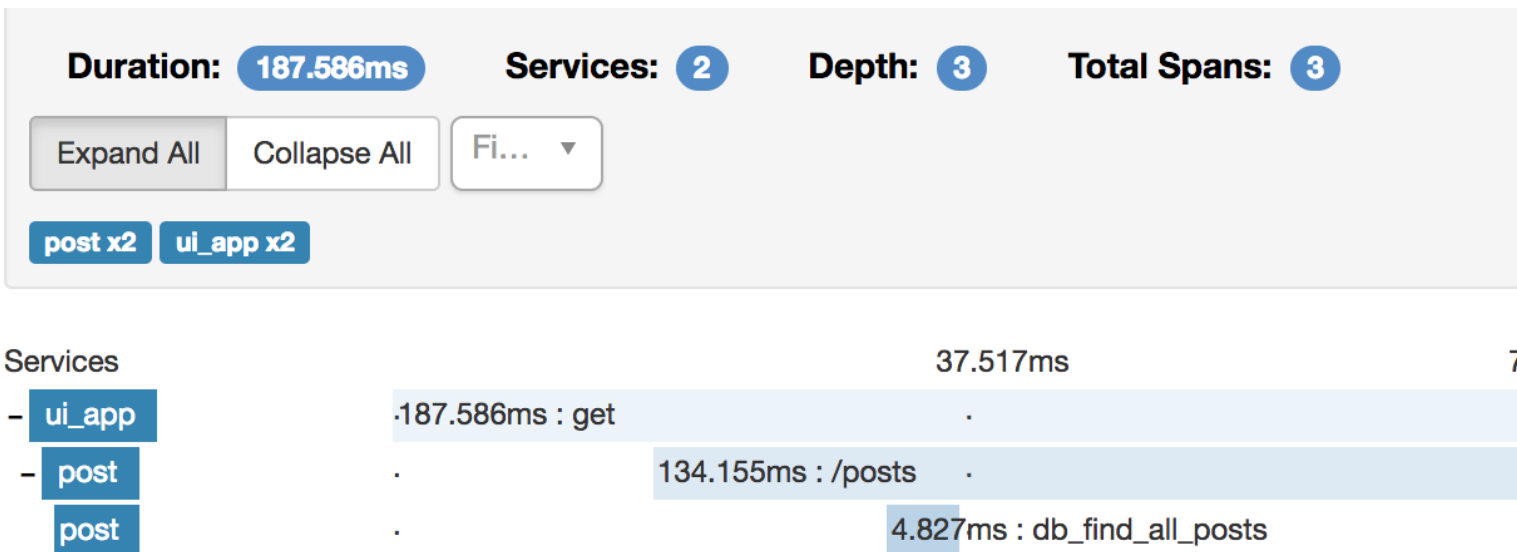 Duration: 187.586ms Services: 2 Depth: 3 Total Spans: 3
Expand All Collapse All Fi...
post x2 ui_app x2
Services 37.517ms
- ui_app 187.586ms : get
- post 134.155ms : /posts
post 4.827ms : db_find_all_posts